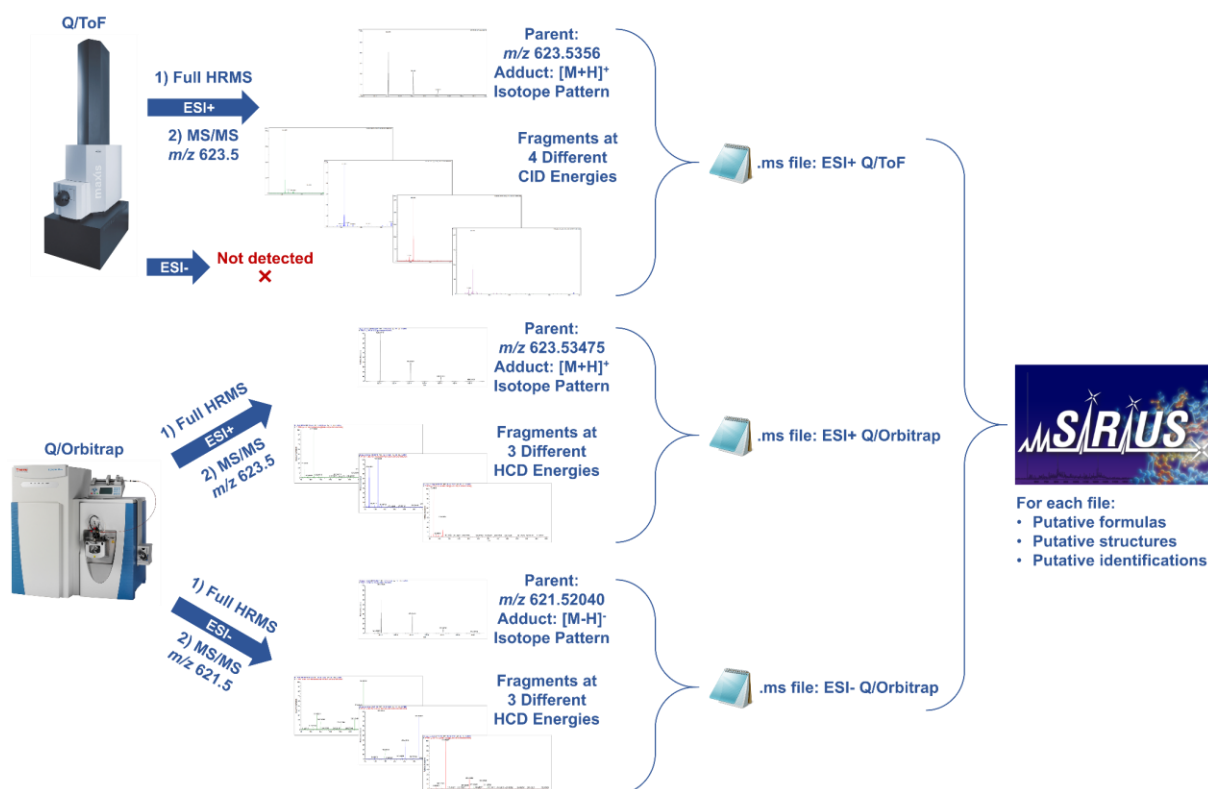 Q/ToF
1) Full HRMS
ESI+
2) MS/MS
m/z 623.5
Parent:
m/z 623.5356
Adduct: [M+H]+
Isotope Pattern
Fragments at
4 Different
CID Energies
ESI-
Not detected
×
.ms file: ESI+ Q/ToF
maxis
Q/Orbitrap
1) Full HRMS
ESI+
2) MS/MS
m/z 623.5
Parent:
m/z 623.53475
Adduct: [M+H]+
Isotope Pattern
Fragments at
3 Different
HCD Energies
.ms file: ESI+ Q/Orbitrap
1) Full HRMS
ESI-
2) MS/MS
m/z 621.5
Parent:
m/z 621.52040
Adduct: [M-H]-
Isotope Pattern
Fragments at
3 Different
HCD Energies
.ms file: ESI- Q/Orbitrap
SIRIUS
For each file:
• Putative formulas
• Putative structures
• Putative identifications